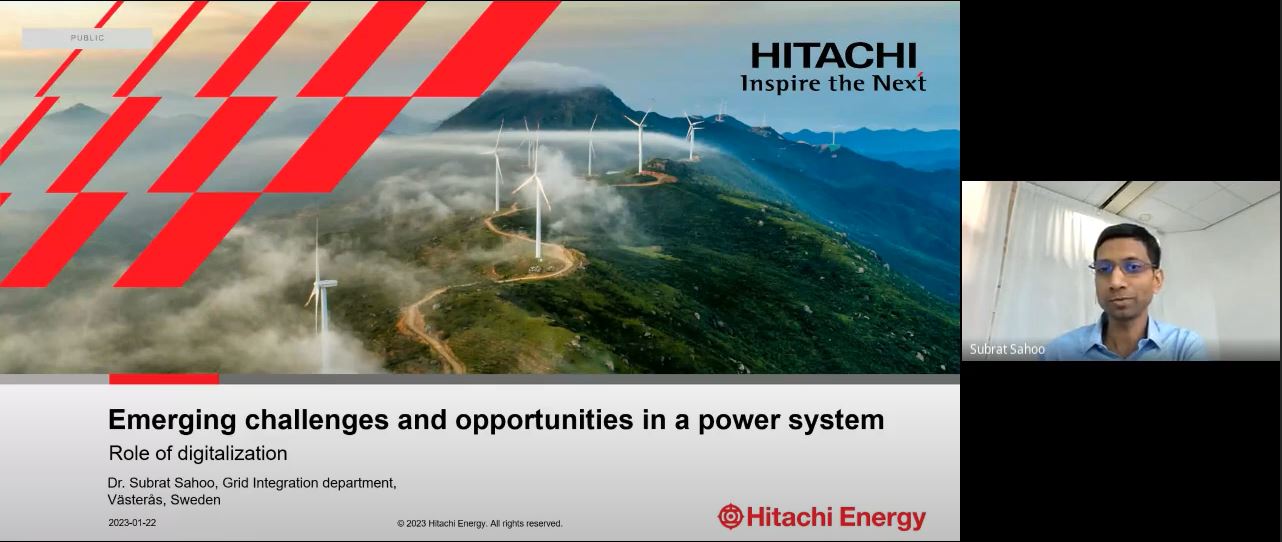 PUBLIC
HITACHI
Inspire the Next
Subrat Sahoo
Emerging challenges and opportunities in a power system
Role of digitalization
Dr. Subrat Sahoo, Grid Integration department,
Västerås, Sweden
2023-01-22
© 2023 Hitachi Energy. All rights reserved.
Hitachi Energy